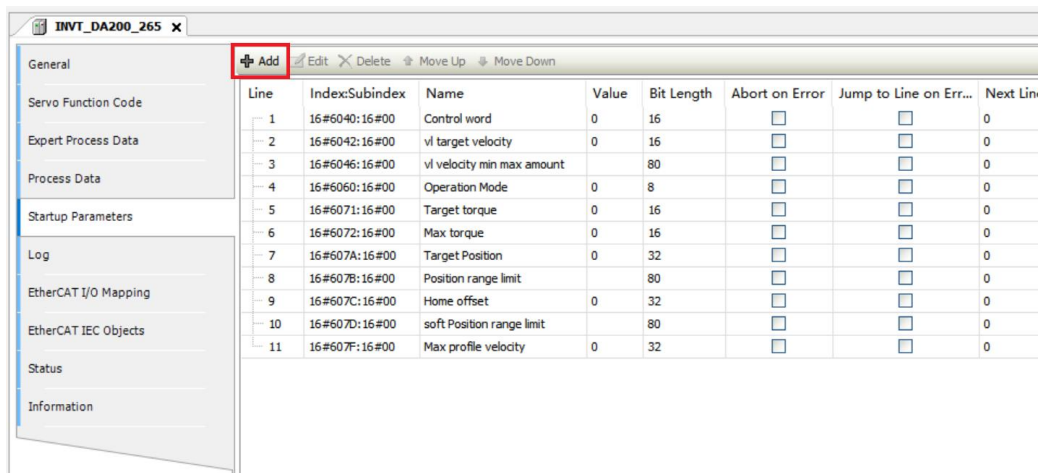 INVT_DA200_265 X
General
Servo Function Code
Expert Process Data
Process Data
Startup Parameters
Log
EtherCAT I/O Mapping
EtherCAT IEC Objects
Status
Information
Add Edit Delete Move Up Move Down
Line Index:Subindex Name Value Bit Length Abort on Error Jump to Line on Err... Next Line
1 16#6040:16#00 Control word 0 16 0
2 16#6042:16#00 vl target velocity 0 16 0
3 16#6046:16#00 vl velocity min max amount 80 0
4 16#6060:16#00 Operation Mode 0 8 0
5 16#6071:16#00 Target torque 0 16 0
6 16#6072:16#00 Max torque 0 16 0
7 16#607A:16#00 Target Position 0 32 0
8 16#607B:16#00 Position range limit 80 0
9 16#607C:16#00 Home offset 0 32 0
10 16#607D:16#00 soft Position range limit 80 0
11 16#607F:16#00 Max profile velocity 0 32 0